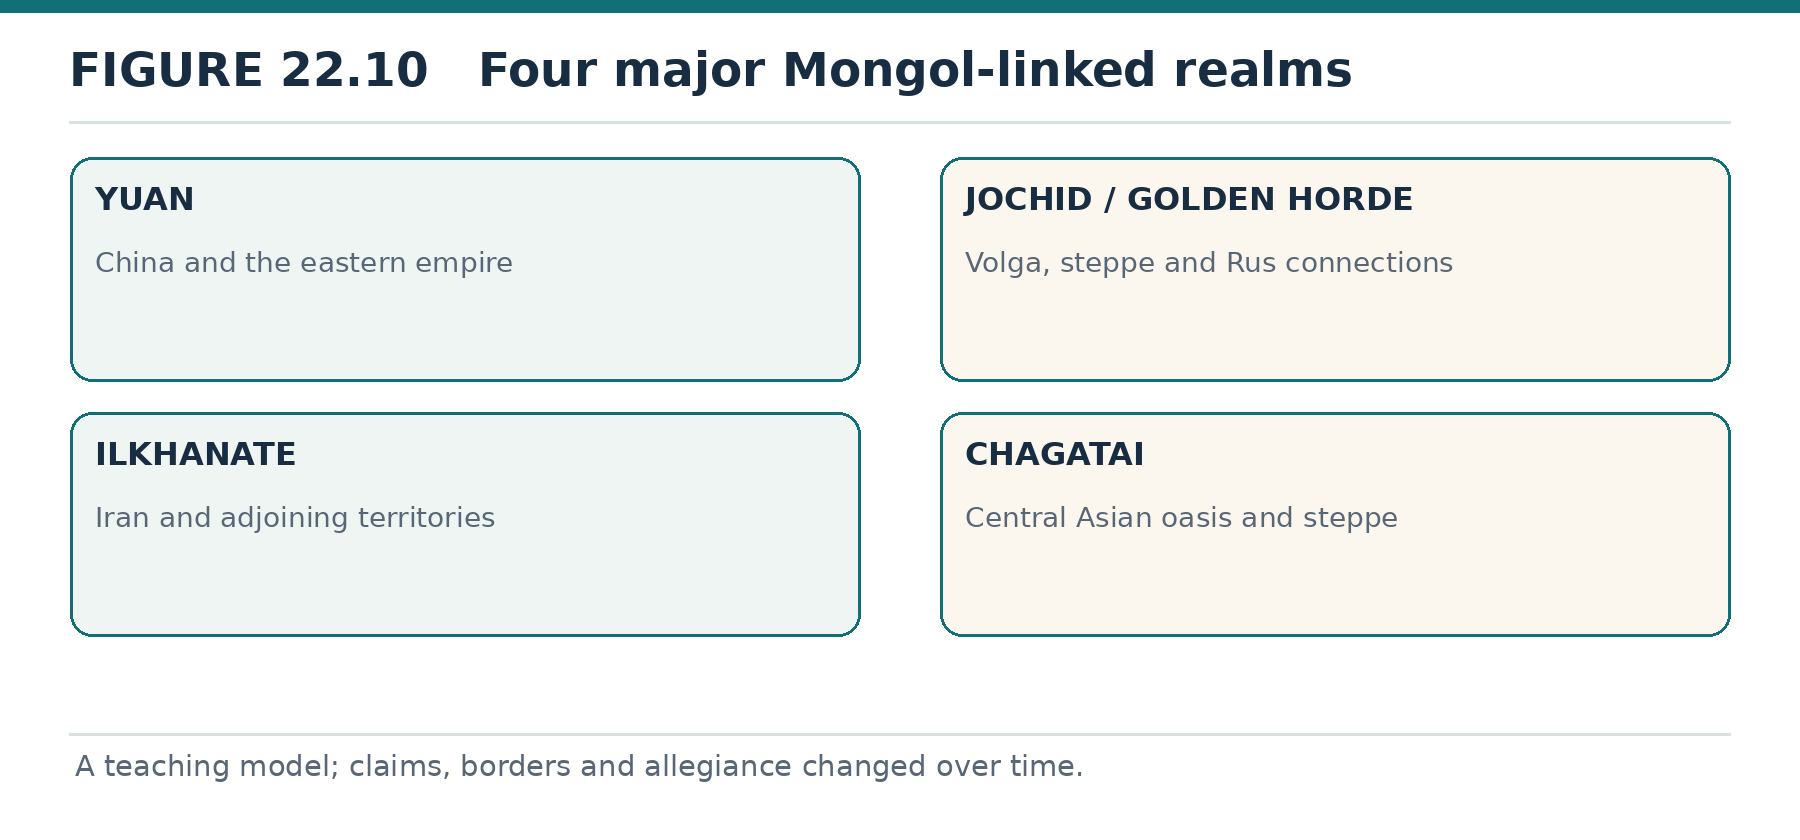 FIGURE 22.10 Four major Mongol-linked realms
YUAN
China and the eastern empire
JOCHID / GOLDEN HORDE
Volga, steppe and Rus connections
ILKHANATE
Iran and adjoining territories
CHAGATAI
Central Asian oasis and steppe
A teaching model; claims, borders and allegiance changed over time.